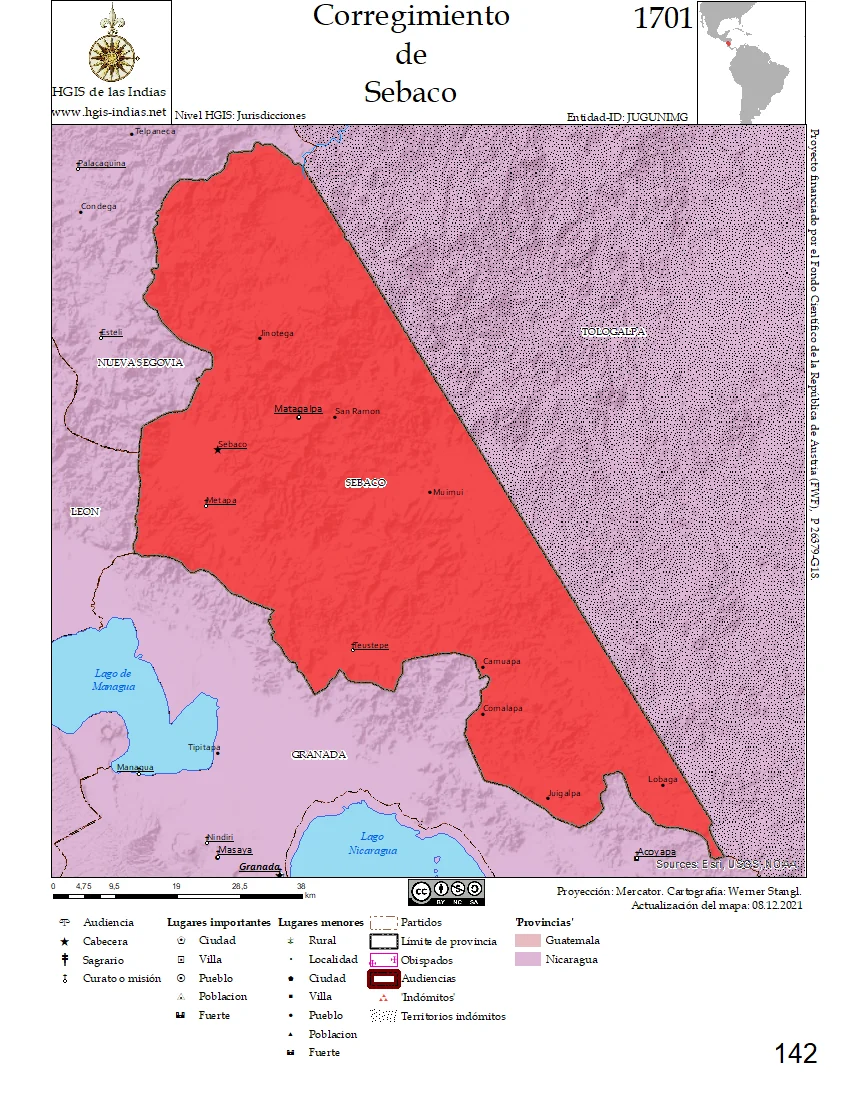 Corregimiento
de
Sebaco
1701
HGIS de las Indias
www.hgis-indias.net
Nivel HGIS: Jurisdicciones
Entidad-ID: JUGUNIMG
Telpaneca
Palacaguina
Condega
Esteli
NUEVA SEGOVIA
Jinotega
TOLOGALPA
Matagalpa
San Ramon
Sebaco
SEBACO
Muimui
Metapa
LEON
Teustepe
Camuapa
Comalapa
Lago de
Managua
Tipitapa
GRANADA
Managua
Lobaga
Juigalpa
Lago
Nicaragua
Nindiri
Masaya
Granada
Acoyapa
Sources: Esri, USGS, NOAA
Proyecto financiado por el Fondo Científico de la República de Austria (FWF), P 26379-G18.
0 4,75 9,5 19 28,5 38
km
CC BY NC SA
Proyección: Mercator. Cartografía: Werner Stangl.
Actualización del mapa: 08.12.2021
Audiencia
Cabecera
Sagrario
Curato o misión
Lugares importantes
Ciudad
Villa
Pueblo
Poblacion
Fuerte
Lugares menores
Rural
Localidad
Ciudad
Villa
Pueblo
Poblacion
Fuerte
Partidos
Límite de provincia
Obispados
Audiencias
'Indómitos'
Territorios indómitos
'Provincias'
Guatemala
Nicaragua
142